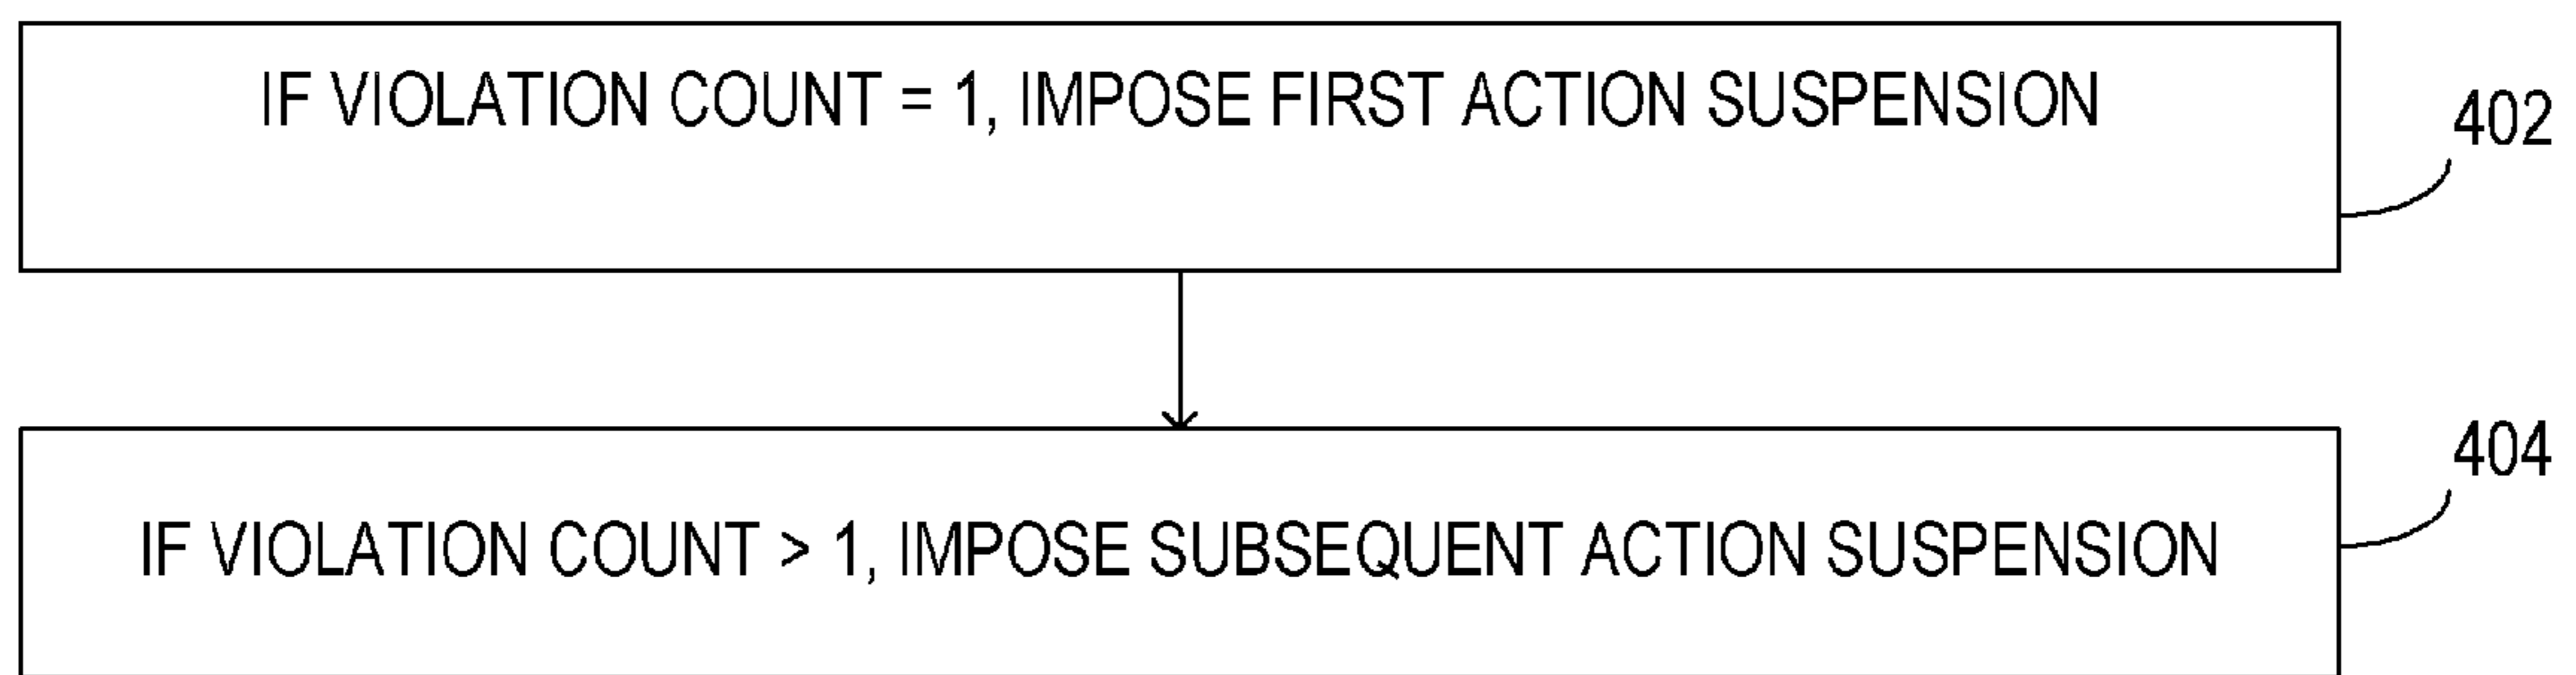 IF VIOLATION COUNT = 1, IMPOSE FIRST ACTION SUSPENSION
402
IF VIOLATION COUNT > 1, IMPOSE SUBSEQUENT ACTION SUSPENSION
404